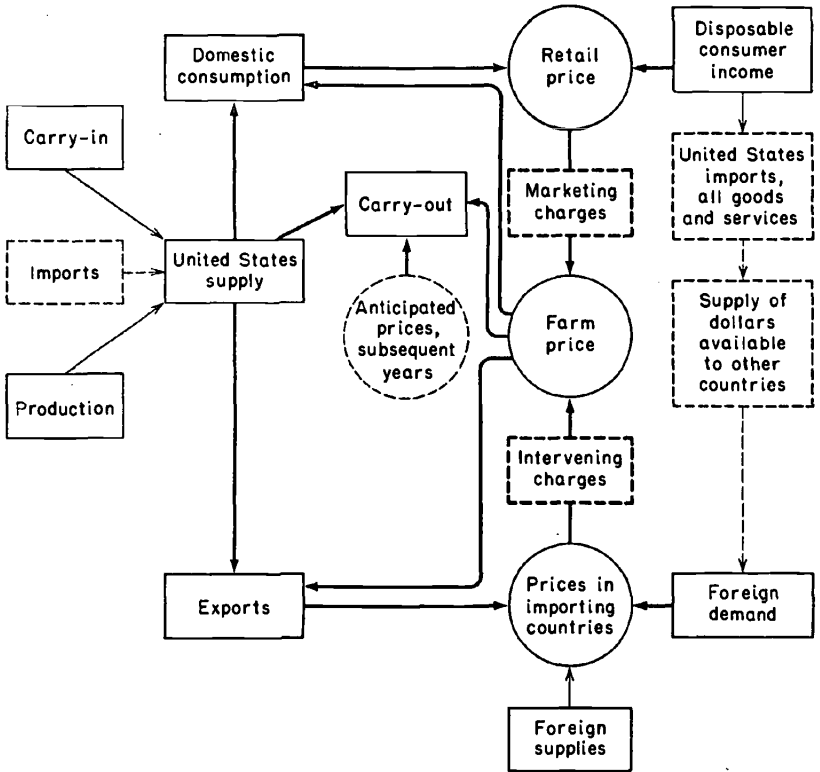 Domestic
consumption
Retail
price
Disposable
consumer
income
Carry-in
United States
imports,
all goods
and services
Marketing
charges
Carry-out
Imports
United States
supply
Anticipated
prices,
subsequent
years
Farm
price
Supply of
dollars
available
to other
countries
Production
Intervening
charges
Exports
Prices in
importing
countries
Foreign
demand
Foreign
supplies